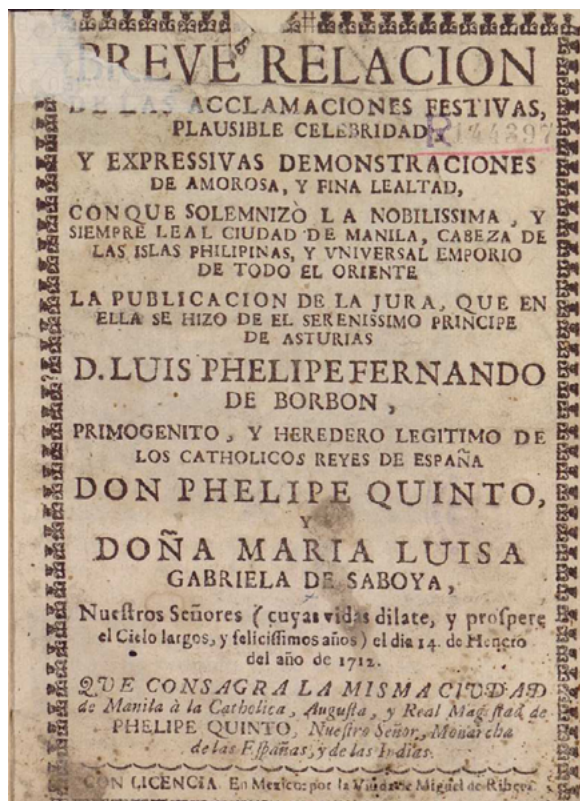 BREVE RELACION
DE LAS ACCLAMACIONES FESTIVAS,
PLAUSIBLE CELEBRIDAD,
R 144297
Y EXPRESSIVAS DEMONSTRACIONES
DE AMOROSA, Y FINA LEALTAD,
CONQUE SOLEMNIZÒ LA NOBILISSIMA, Y
SIEMPRE LEAL CIUDAD DE MANILA, CABEZA DE
LAS ISLAS PHILIPINAS, Y VNIVERSAL EMPORIO
DE TODO EL ORIENTE
LA PUBLICACION DE LA JURA, QUE EN
ELLA SE HIZO DE EL SERENISSIMO PRINCIPE
DE ASTURIAS
D. LUIS PHELIPE FERNANDO
DE BORBON,
PRIMOGENITO, Y HEREDERO LEGITIMO DE
LOS CATHOLICOS REYES DE ESPAÑA
DON PHELIPE QUINTO,
Y
DOÑA MARIA LUISA
GABRIELA DE SABOYA,
Nueſtros Señores (cuyas vidas dilate, y proſpere
el Cielo largos, y feliciſſimos años) el dia 14. de Henero
del año de 1712.
QUE CONSAGRA LA MISMA CIUDAD
de Manila à la Catholica, Auguſta, y Real Mageſtad de
PHELIPE QUINTO, Nueſtro Señor, Monarcha
de las Eſpañas, y de las Indias.
CON LICENCIA. En Mexico: por la Viuda de Miguel de Ribera